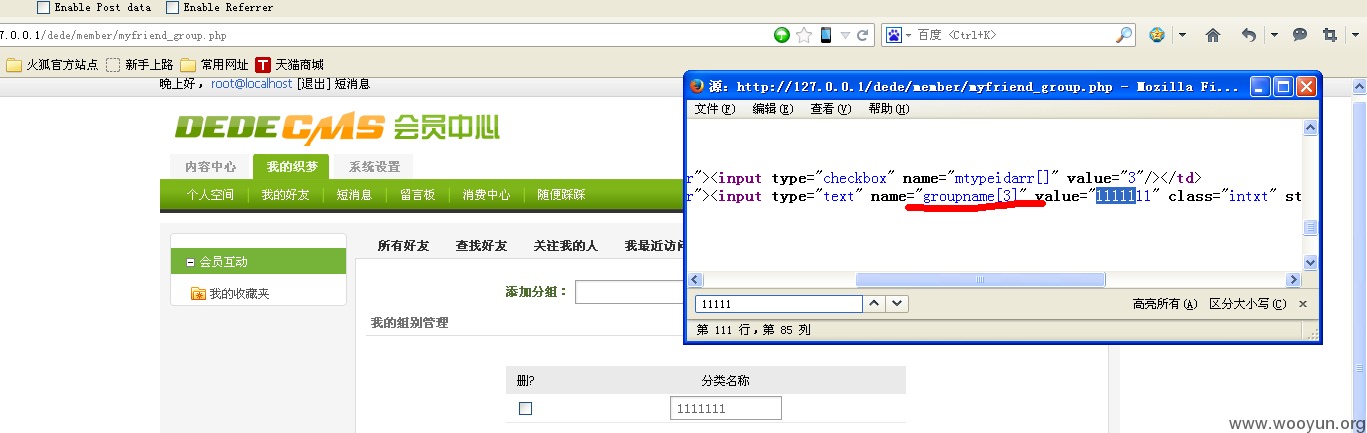 Enable Post data Enable Referrer
7.0.0.1/dede/member/myfriend_group.php
百度 <Ctrl+K>
火狐官方站点 新手上路 常用网址 天猫商城
晚上好，root@localhost [退出] 短消息
DEDECMS 会员中心
内容中心 我的织梦 系统设置
个人空间 我的好友 短消息 留言板 消费中心 随便踩踩
会员互动
我的收藏夹
所有好友 查找好友 关注我的人 我最近访问
添加分组：
我的组别管理
删? 分类名称
1111111
源: http://127.0.0.1/dede/member/myfriend_group.php - Mozilla Fi...
文件(F) 编辑(E) 查看(V) 帮助(H)
r"><input type="checkbox" name="mtypeidarr[]" value="3"/></td>
r"><input type="text" name="groupname[3]" value="1111111" class="intxt" st
11111
高亮所有(A) 区分大小写(C) ×
第 111 行，第 85 列
www.wooyun.org